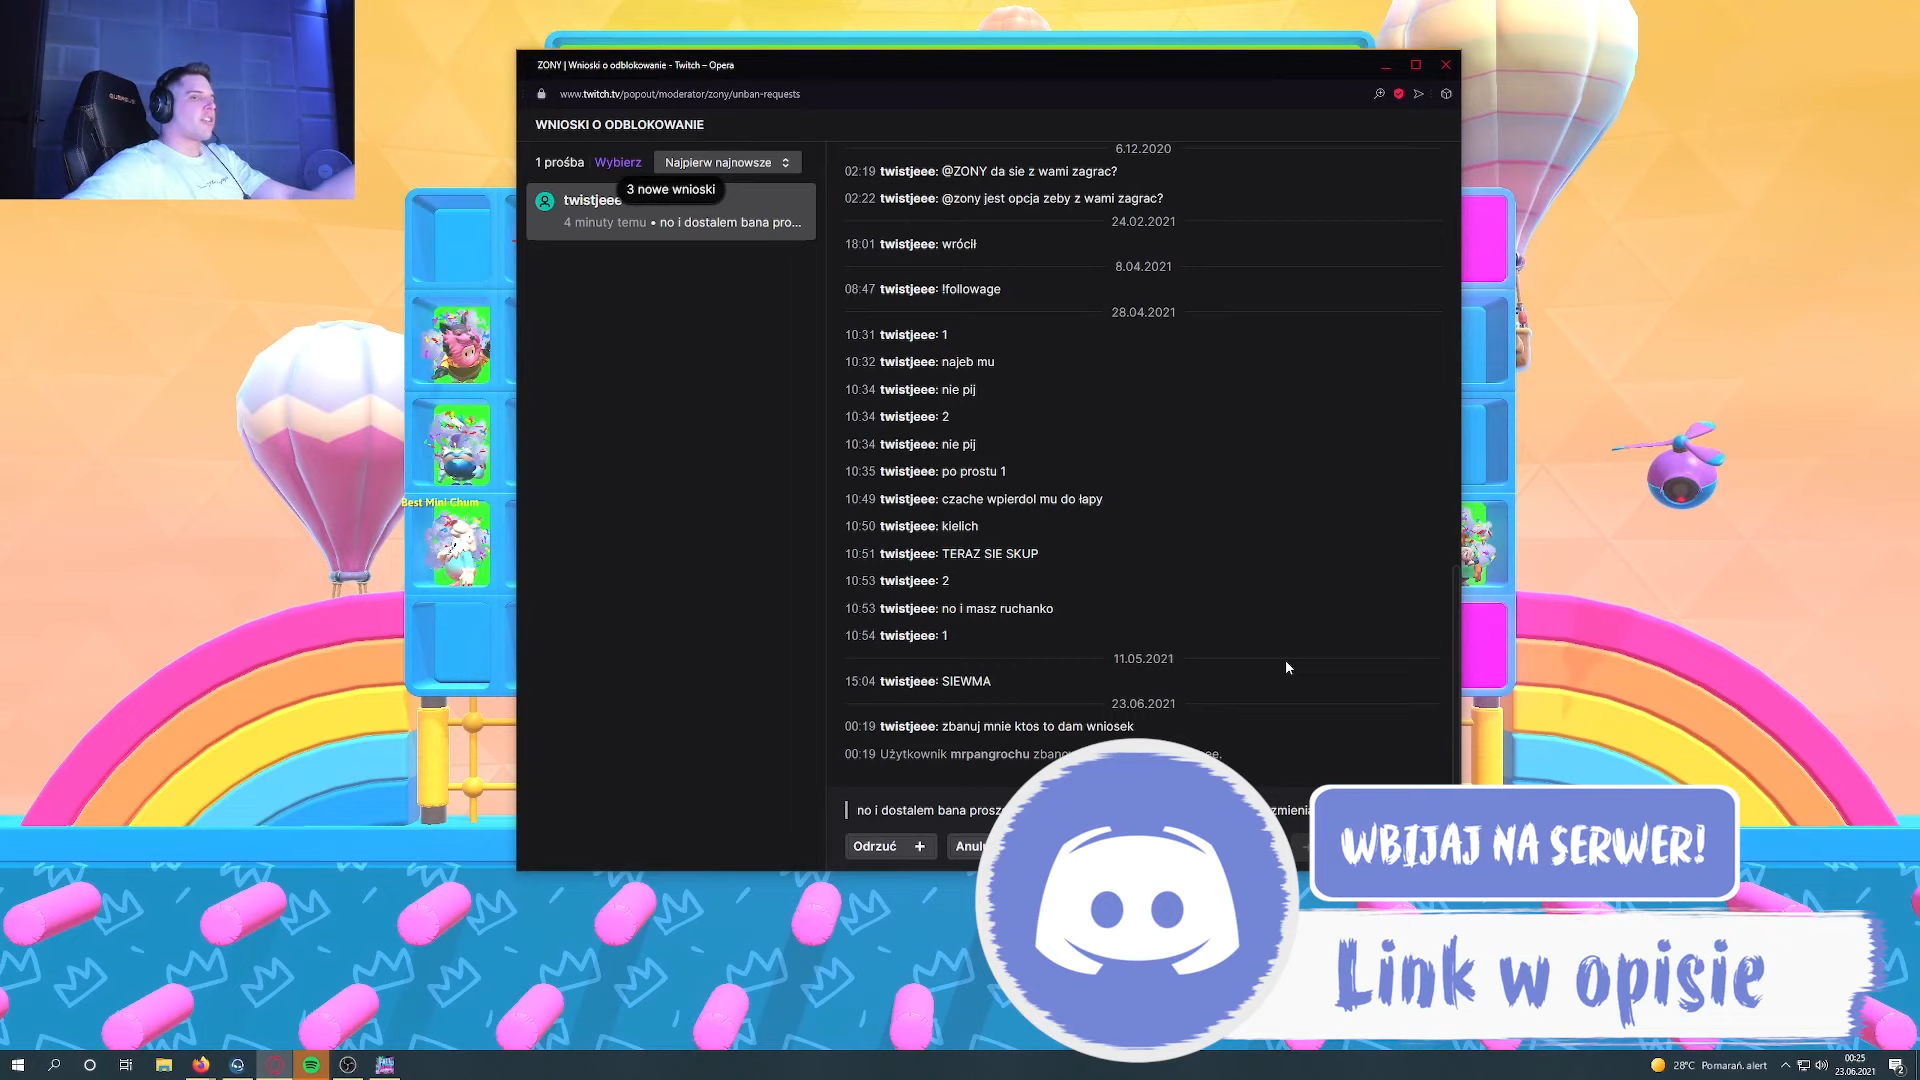 ZONY | Wnioski o odblokowanie - Twitch – Opera
www.twitch.tv/popout/moderator/zony/unban-requests
WNIOSKI O ODBLOKOWANIE
1 prośba Wybierz Najpierw najnowsze
3 nowe wnioski
twistjeee
4 minuty temu • no i dostalem bana pro...
6.12.2020
02:19 twistjeee: @ZONY da sie z wami zagrac?
02:22 twistjeee: @zony jest opcja zeby z wami zagrac?
24.02.2021
18:01 twistjeee: wrócił
8.04.2021
08:47 twistjeee: !followage
28.04.2021
10:31 twistjeee: 1
10:32 twistjeee: najeb mu
10:34 twistjeee: nie pij
10:34 twistjeee: 2
10:34 twistjeee: nie pij
10:35 twistjeee: po prostu 1
10:49 twistjeee: czache wpierdol mu do łapy
10:50 twistjeee: kielich
10:51 twistjeee: TERAZ SIE SKUP
10:53 twistjeee: 2
10:53 twistjeee: no i masz ruchanko
10:54 twistjeee: 1
11.05.2021
15:04 twistjeee: SIEWMA
23.06.2021
00:19 twistjeee: zbanuj mnie ktos to dam wniosek
00:19 Użytkownik mrpangrochu
no i dostalem bana
Odrzuć +
Best Mini Chum
WBIJAJ NA SERWER!
Link w opisie
28°C Pomarań. alert
00:25
23.06.2021
2